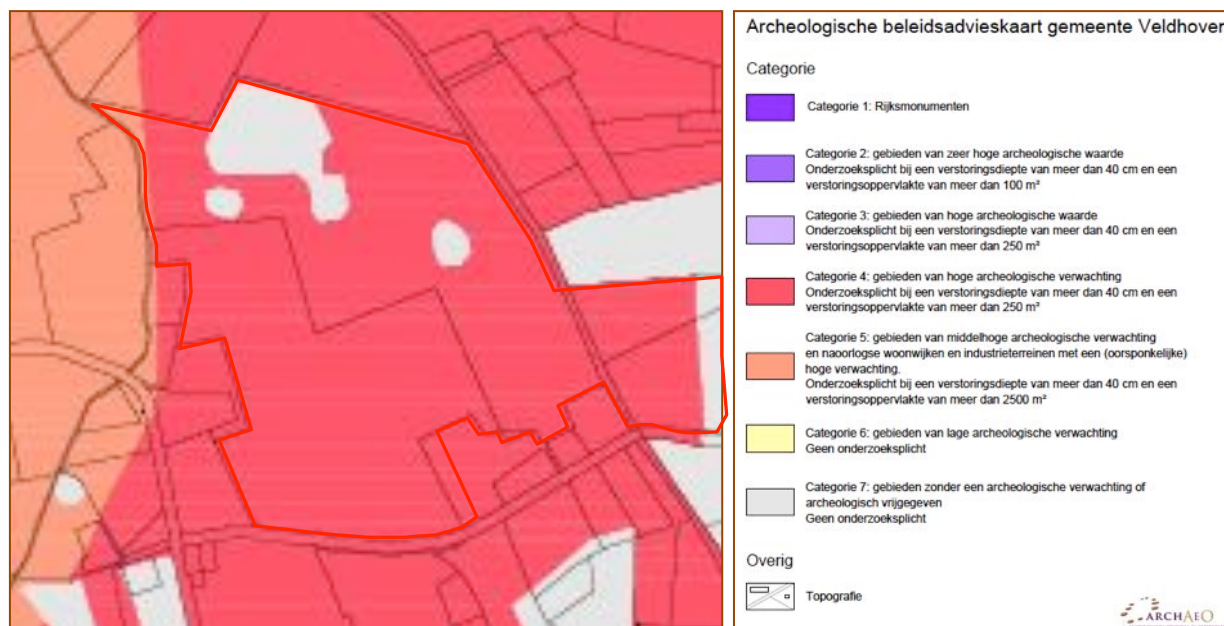 Archeologische beleidsadvieskaart gemeente Veldhoven
Categorie
Categorie 1: Rijksmonumenten
Categorie 2: gebieden van zeer hoge archeologische waarde
Onderzoeksplicht bij een verstoringsdiepte van meer dan 40 cm en een
verstoringsoppervlakte van meer dan 100 m²
Categorie 3: gebieden van hoge archeologische waarde
Onderzoeksplicht bij een verstoringsdiepte van meer dan 40 cm en een
verstoringsoppervlakte van meer dan 250 m²
Categorie 4: gebieden van hoge archeologische verwachting
Onderzoeksplicht bij een verstoringsdiepte van meer dan 40 cm en een
verstoringsoppervlakte van meer dan 250 m²
Categorie 5: gebieden van middelhoge archeologische verwachting
en naoorlogse woonwijken en industrieterreinen met een (oorsponkelijke)
hoge verwachting.
Onderzoeksplicht bij een verstoringsdiepte van meer dan 40 cm en een
verstoringsoppervlakte van meer dan 2500 m²
Categorie 6: gebieden van lage archeologische verwachting
Geen onderzoeksplicht
Categorie 7: gebieden zonder een archeologische verwachting of
archeologisch vrijgegeven
Geen onderzoeksplicht
Overig
Topografie
ARCHAEO